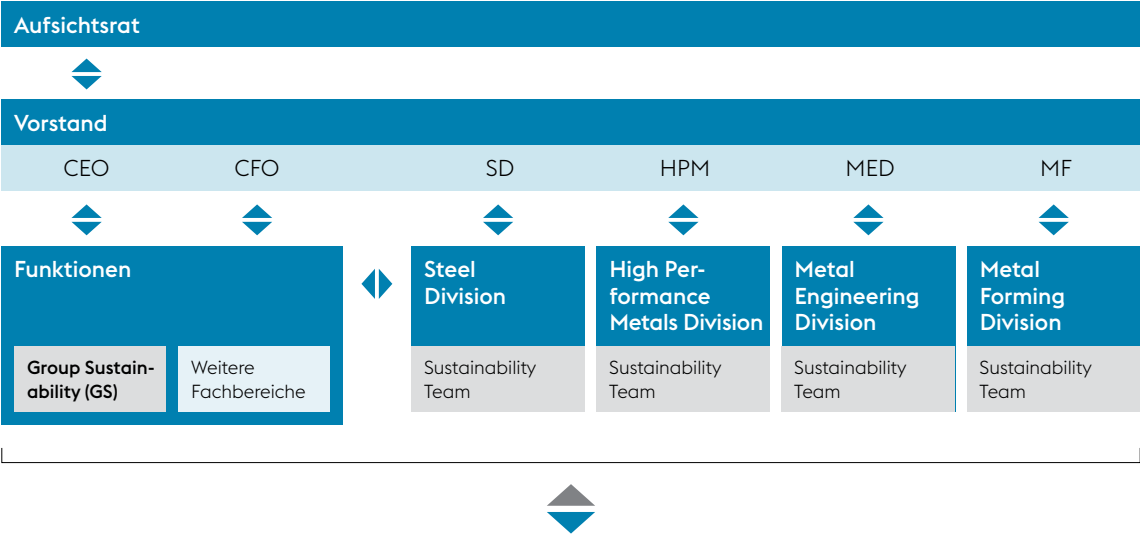 Aufsichtsrat
Vorstand
CEO CFO SD HPM MED MF
Funktionen
Group Sustain-
ability (GS)
Weitere
Fachbereiche
Steel
Division
Sustainability
Team
High Per-
formance
Metals Division
Sustainability
Team
Metal
Engineering
Division
Sustainability
Team
Metal
Forming
Division
Sustainability
Team